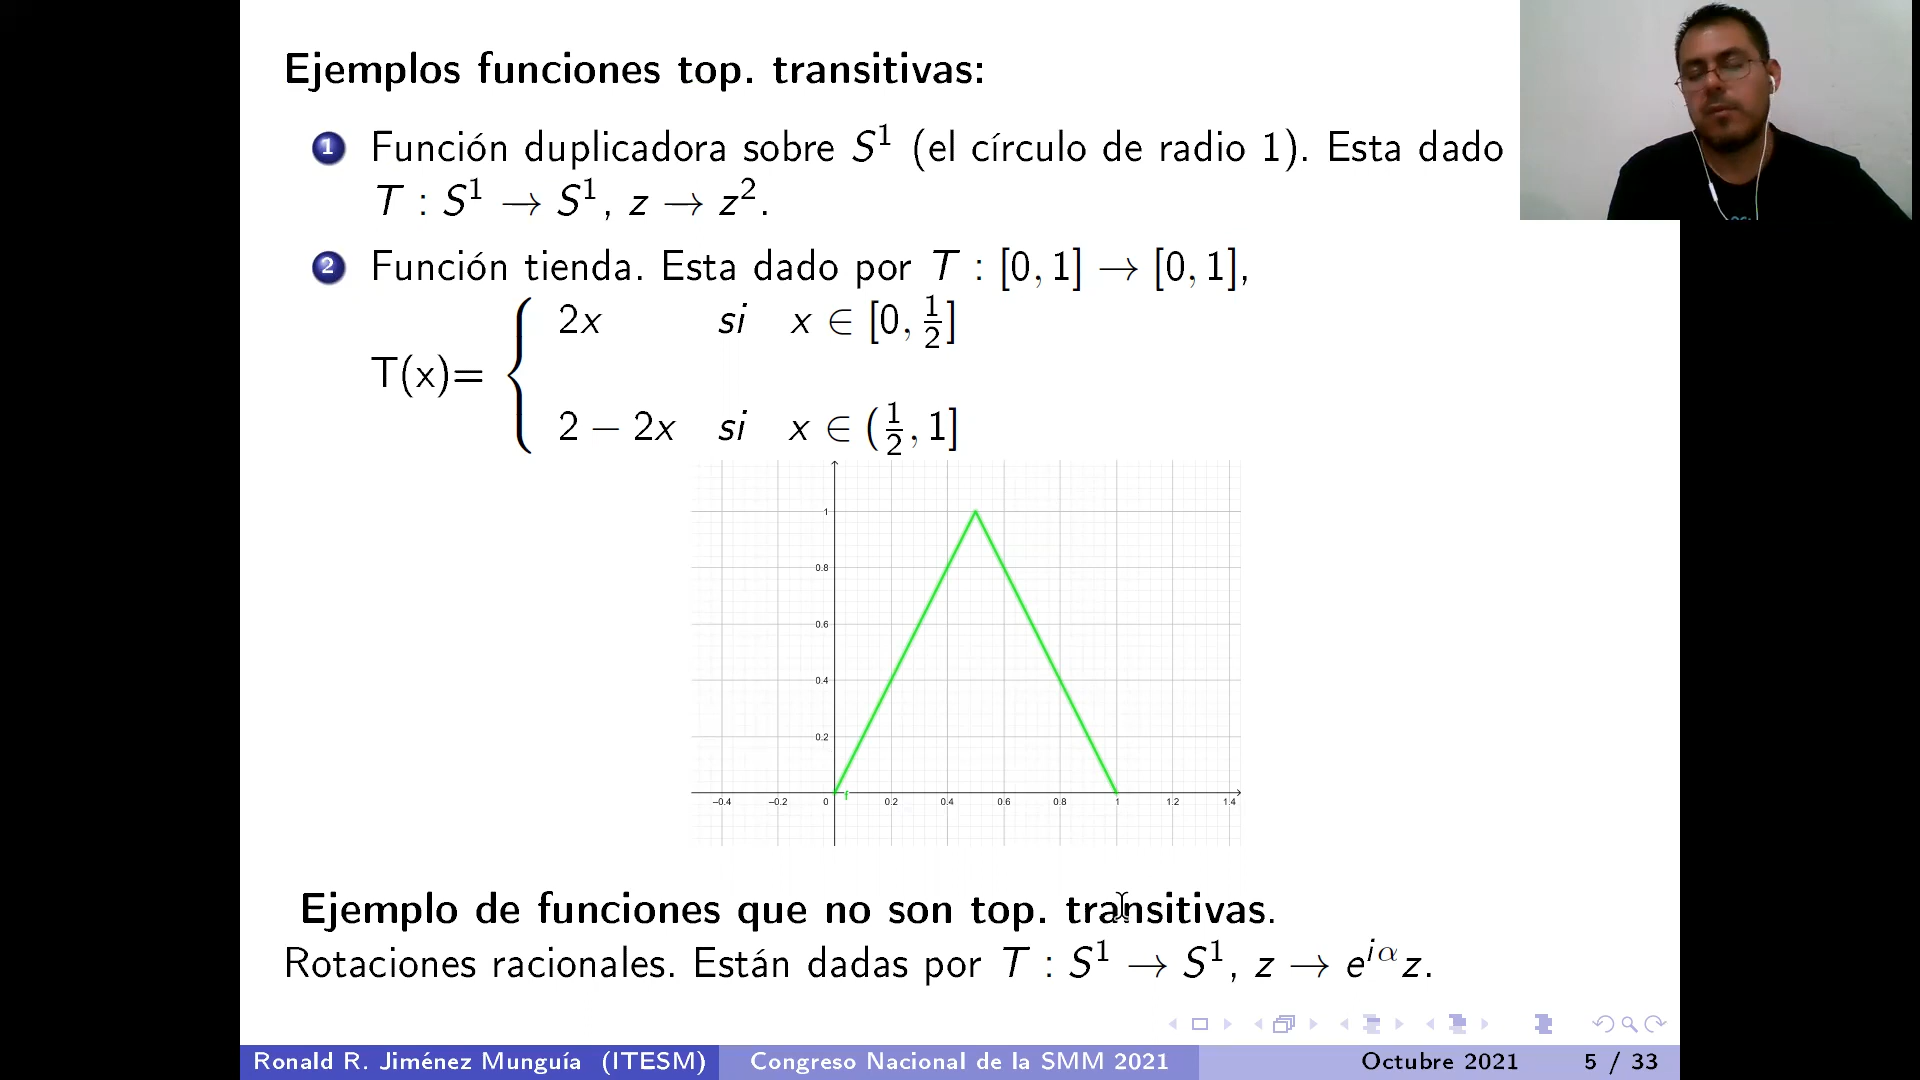 Ejemplos funciones top. transitivas:
1 Función duplicadora sobre S¹ (el círculo de radio 1). Esta dado
T : S¹ → S¹, z → z².
2 Función tienda. Esta dado por T : [0, 1] → [0, 1],
2x si x ∈ [0, 1/2]
T(x)= {
2 − 2x si x ∈ (1/2, 1]
1
0.8
0.6
0.4
0.2
f
−0.4 −0.2 0 0.2 0.4 0.6 0.8 1 1.2 1.4
Ejemplo de funciones que no son top. transitivas.
Rotaciones racionales. Están dadas por T : S¹ → S¹, z → e^{iα}z.
Ronald R. Jiménez Munguía (ITESM) Congreso Nacional de la SMM 2021 Octubre 2021 5 / 33